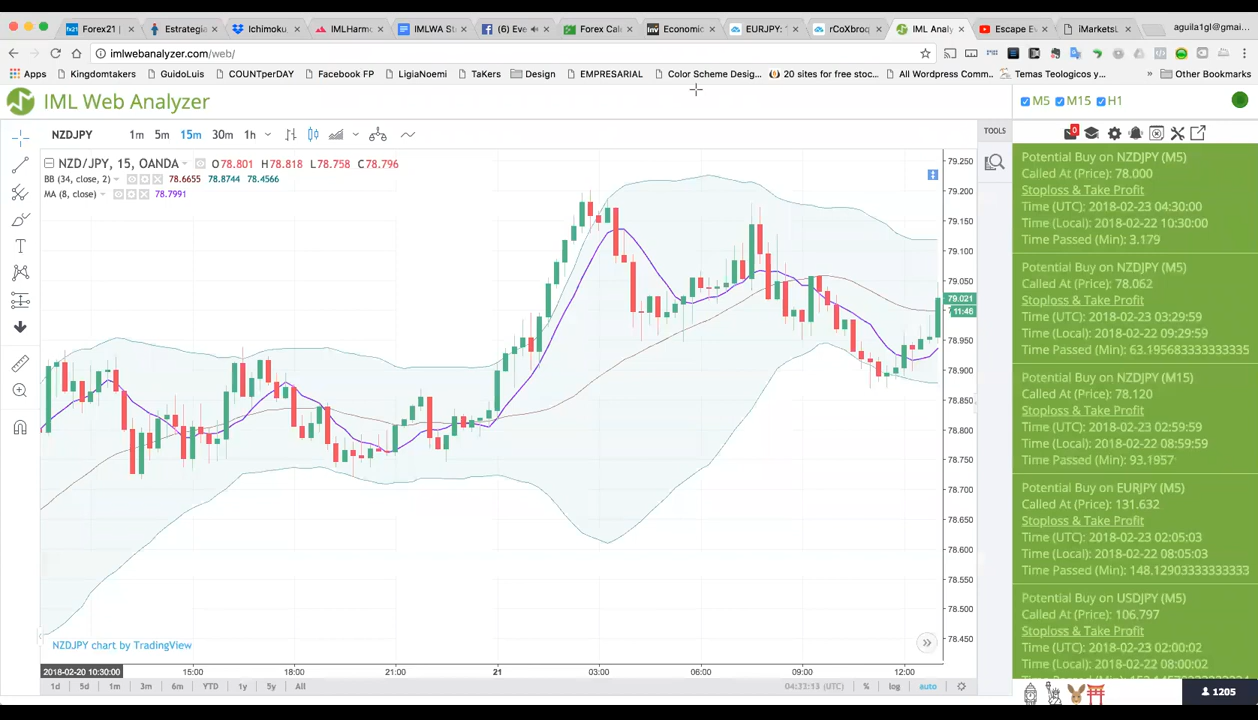 Forex21 |
Estrategia
Ichimoku
IMLHarm
IMLWA St
(6) Eve
Forex Cal
Economic
EURJPY:
rCoXbroq
IML Analy
Escape E
iMarketsL
aguila1gl@gmail...
imlwebanalyzer.com/web/
Apps
Kingdomtakers
GuidoLuis
COUNTperDAY
Facebook FP
LigiaNoemi
TaKers
Design
EMPRESARIAL
Color Scheme Desig...
20 sites for free stoc...
All Wordpress Comm...
Temas Teologicos y...
»
Other Bookmarks
IML Web Analyzer
M5 M15 H1
NZDJPY 1m 5m 15m 30m 1h
TOOLS
0
NZD/JPY, 15, OANDA O78.801 H78.818 L78.758 C78.796
BB (34, close, 2) 78.6655 78.8744 78.4566
MA (8, close) 78.7991
79.250
79.200
79.150
79.100
79.050
79.021
11:46
78.950
78.900
78.850
78.800
78.750
78.700
78.650
78.600
78.550
78.500
78.450
NZDJPY chart by TradingView
2018-02-20 10:30:00 15:00 18:00 21:00 21 03:00 06:00 09:00 12:00
1d 5d 1m 3m 6m YTD 1y 5y All 04:33:13 (UTC) % log auto
Potential Buy on NZDJPY (M5)
Called At (Price): 78.000
Stoploss & Take Profit
Time (UTC): 2018-02-23 04:30:00
Time (Local): 2018-02-22 10:30:00
Time Passed (Min): 3.179
Potential Buy on NZDJPY (M5)
Called At (Price): 78.062
Stoploss & Take Profit
Time (UTC): 2018-02-23 03:29:59
Time (Local): 2018-02-22 09:29:59
Time Passed (Min): 63.195683333333335
Potential Buy on NZDJPY (M15)
Called At (Price): 78.120
Stoploss & Take Profit
Time (UTC): 2018-02-23 02:59:59
Time (Local): 2018-02-22 08:59:59
Time Passed (Min): 93.1957
Potential Buy on EURJPY (M5)
Called At (Price): 131.632
Stoploss & Take Profit
Time (UTC): 2018-02-23 02:05:03
Time (Local): 2018-02-22 08:05:03
Time Passed (Min): 148.12903333333333
Potential Buy on USDJPY (M5)
Called At (Price): 106.797
Stoploss & Take Profit
Time (UTC): 2018-02-23 02:00:02
Time (Local): 2018-02-22 08:00:02
1205